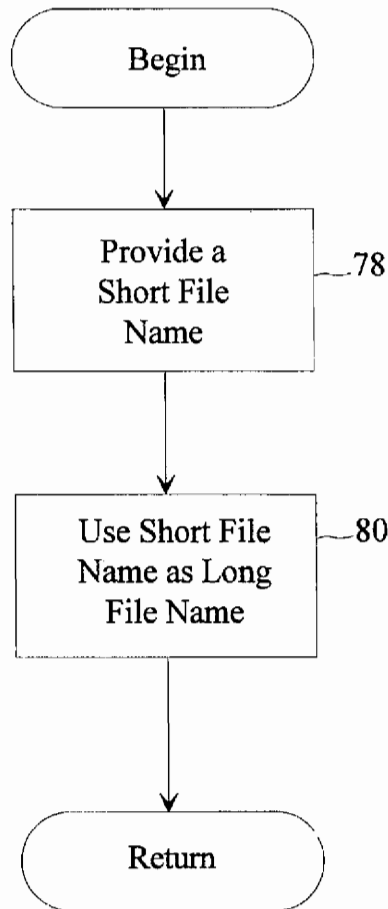 Begin
Provide a
Short File
Name
78
Use Short File
Name as Long
File Name
80
Return